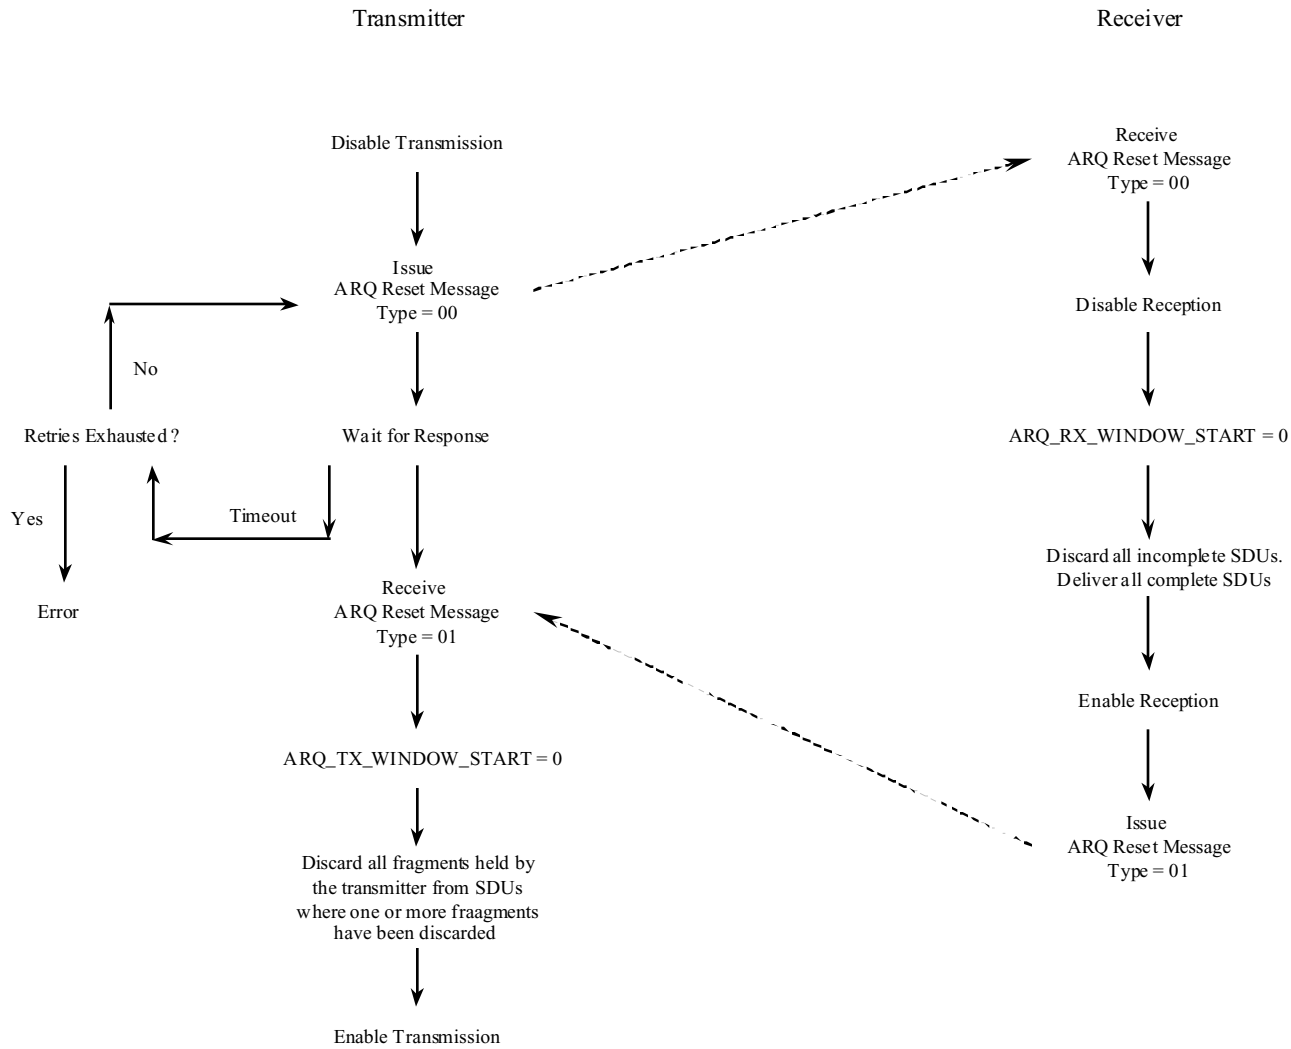 Transmitter
Receiver
Disable Transmission
Issue
ARQ Reset Message
Type = 00
No
Retries Exhausted ?
Wait for Response
Yes
Timeout
Error
Receive
ARQ Reset Message
Type = 01
ARQ_TX_WINDOW_START = 0
Discard all fragments held by
the transmitter from SDUs
where one or more fraagments
have been discarded
Enable Transmission
Receive
ARQ Reset Message
Type = 00
Disable Reception
ARQ_RX_WINDOW_START = 0
Discard all incomplete SDUs.
Deliver all complete SDUs
Enable Reception
Issue
ARQ Reset Message
Type = 01